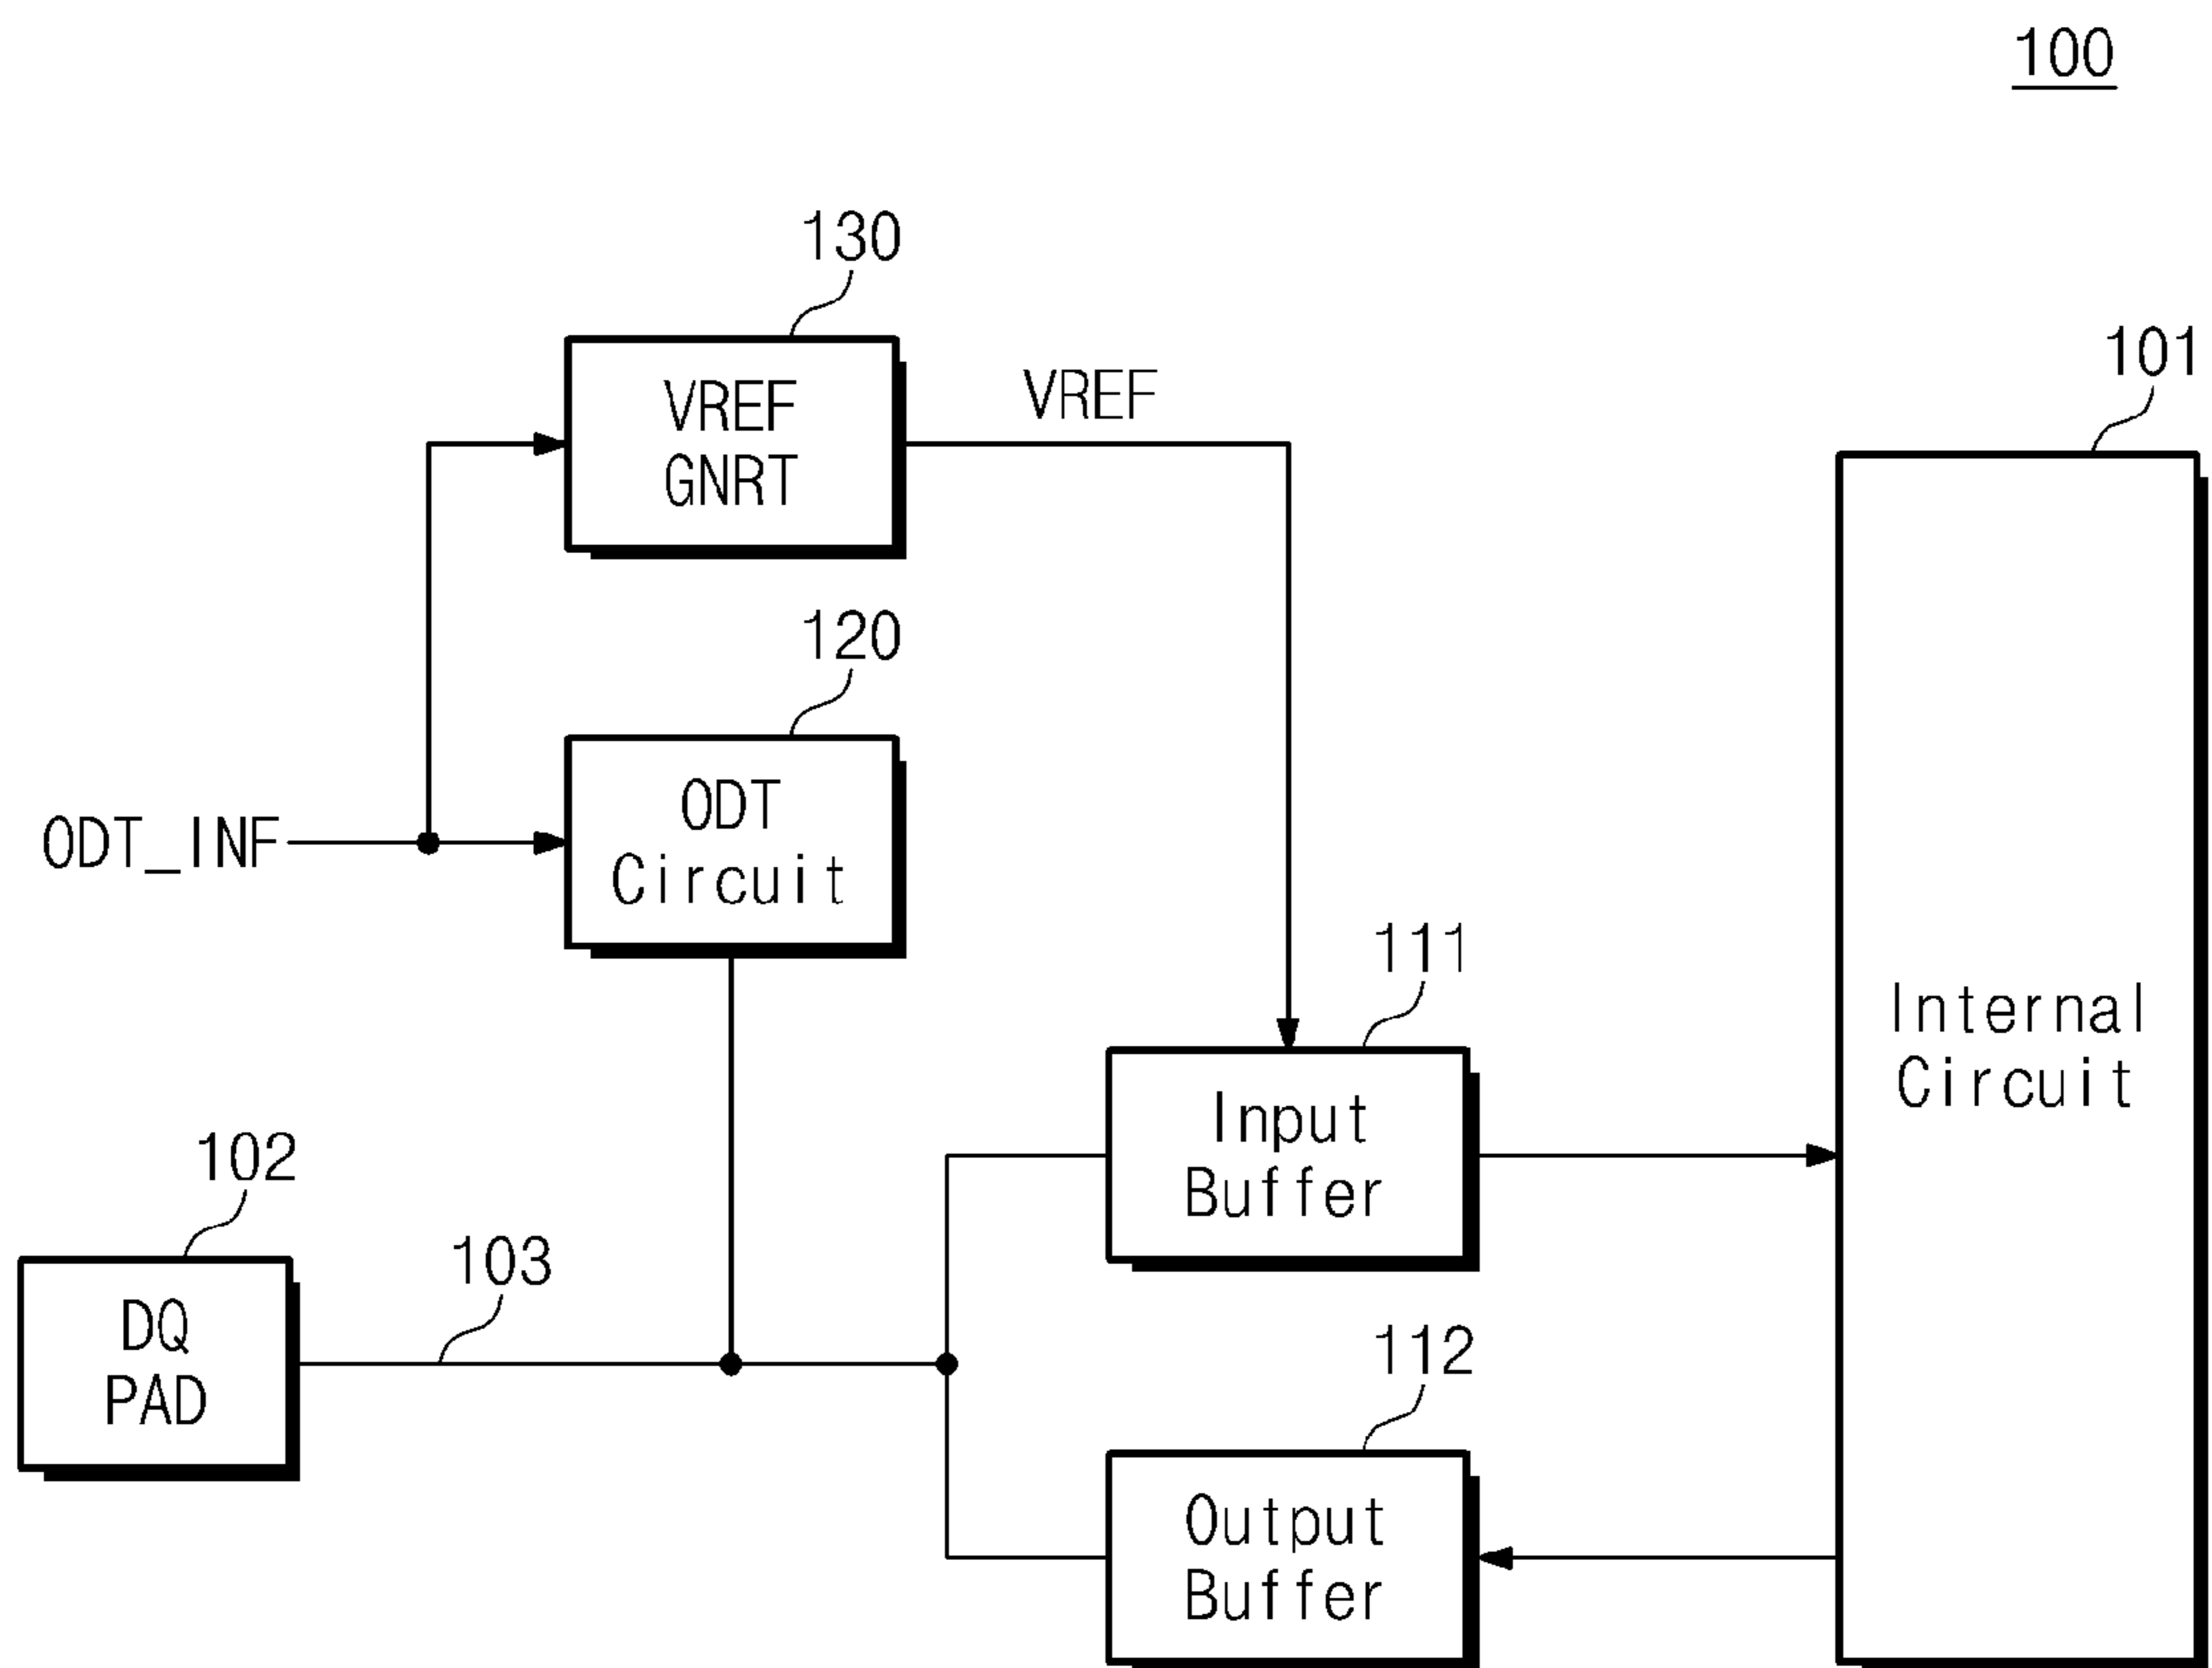 100
130
VREF
GNRT
VREF
101
120
ODT
Circuit
ODT_INF
111
Input
Buffer
Internal
Circuit
102
DQ
PAD
103
112
Output
Buffer